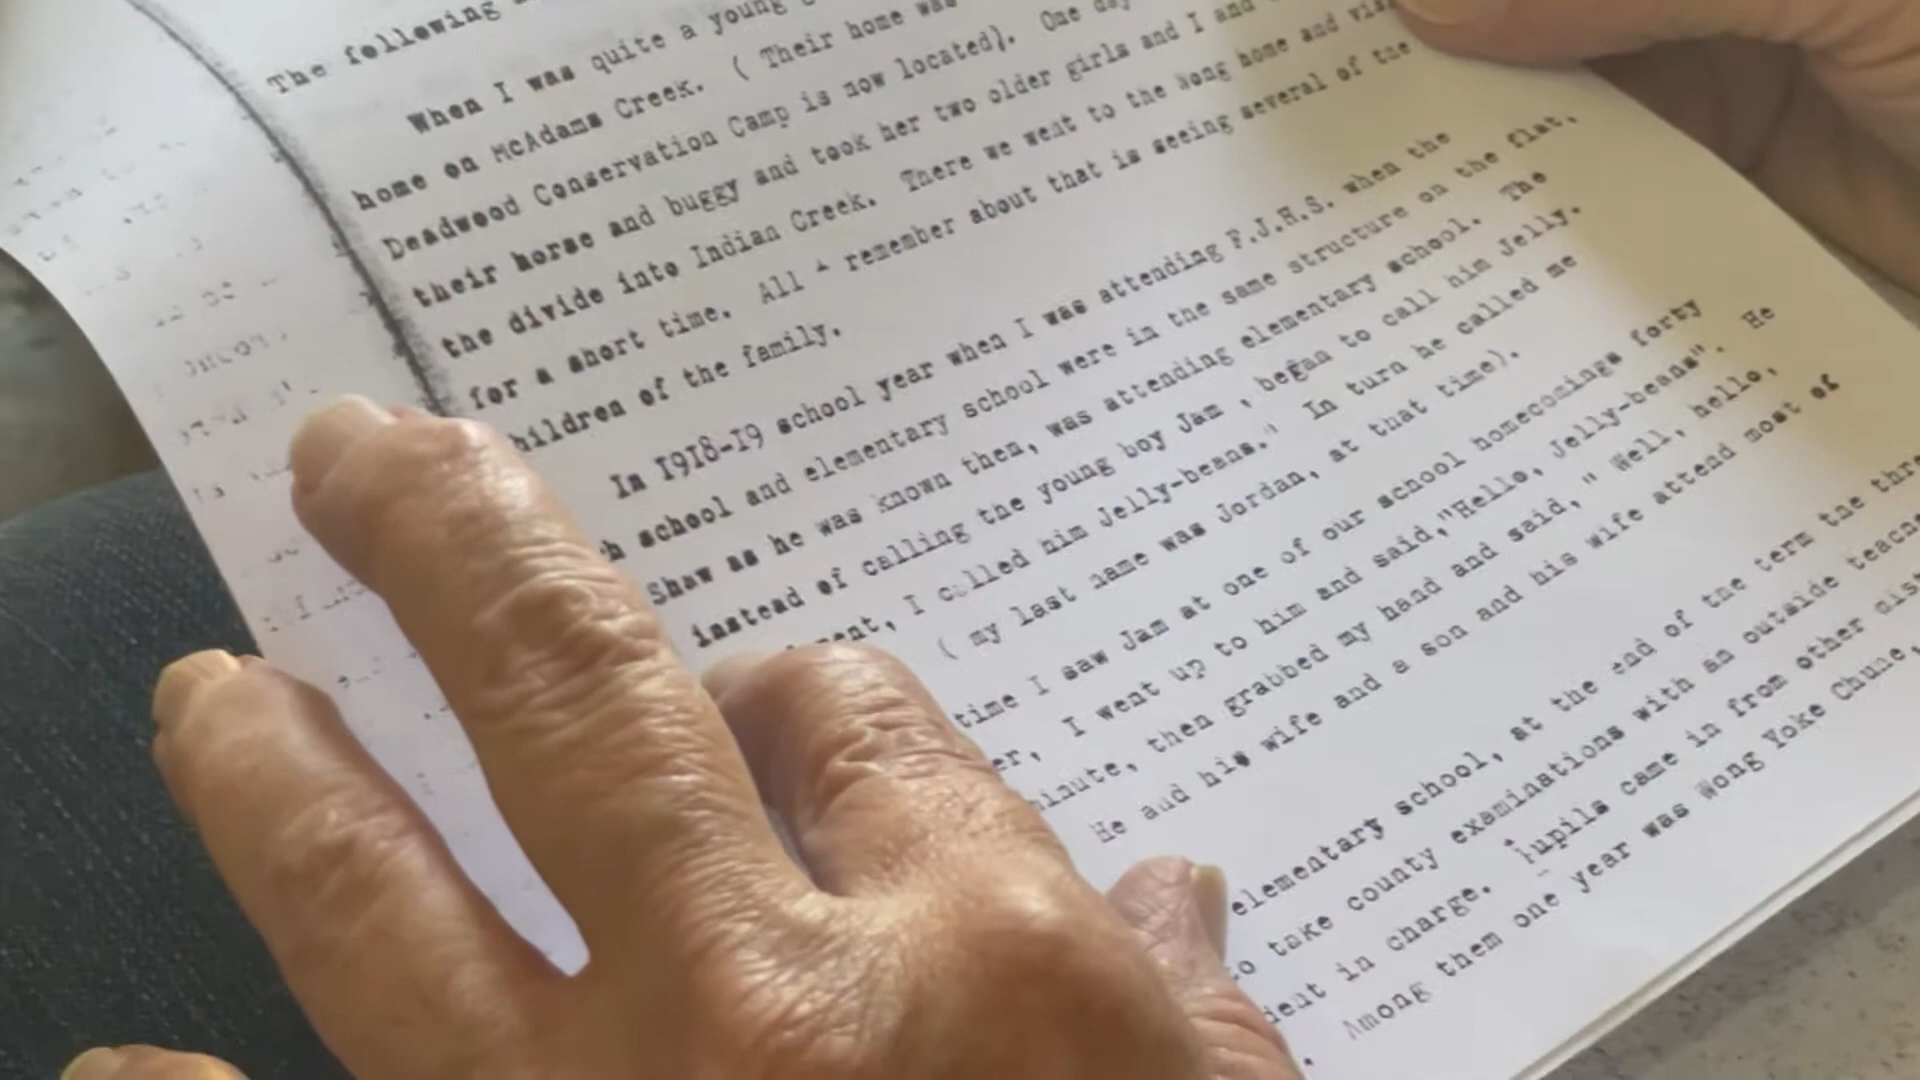 The following
When I was quite a young
home on McAdams Creek. ( Their home was
Deadwood Conservation Camp is now located). One day
their horse and buggy and took her two older girls and I and
the divide into Indian Creek. There we went to the Wong home and
for a short time. All I remember about that is seeing several of the
hildren of the family.
In 1918-19 school year when I was attending F.J.H.S. when the
h school and elementary school were in the same structure on the flat,
Shaw as he was known then, was attending elementary school. The
instead of calling the young boy Jam , began to call him Jelly.
ment, I called him Jelly-beans." In turn he called me
( my last name was Jordan, at that time).
time I saw Jam at one of our school homecomings forty
er, I went up to him and said,"Hello, Jelly-beans". He
minute, then grabbed my hand and said, " Well, hello,
He and his wife and a son and his wife attend most of
elementary school, at the end of the term the
to take county examinations with an outside
dent in charge. Pupils came in from other
. Among them one year was Wong Yoke Chune,